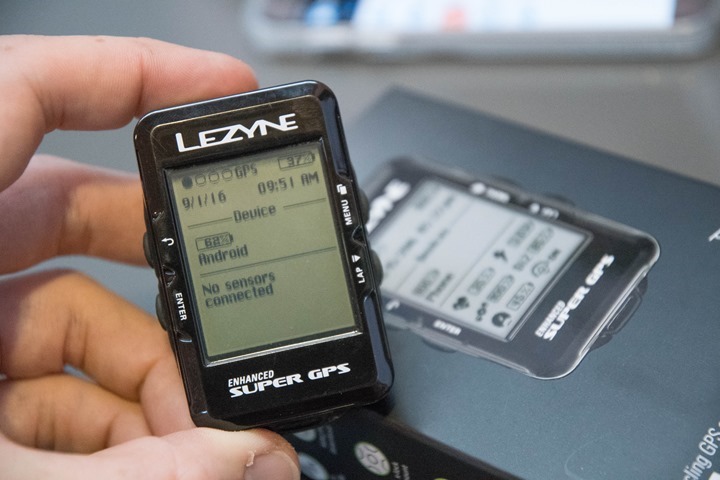 LEZYNE
GPS 37%
9/1/16 09:51 AM
Device
62%
Android
No sensors
connected
MENU
LAP
ENTER
ENHANCED
SUPER GPS
ENTER
ENHANCED
SUPER GPS
GPS